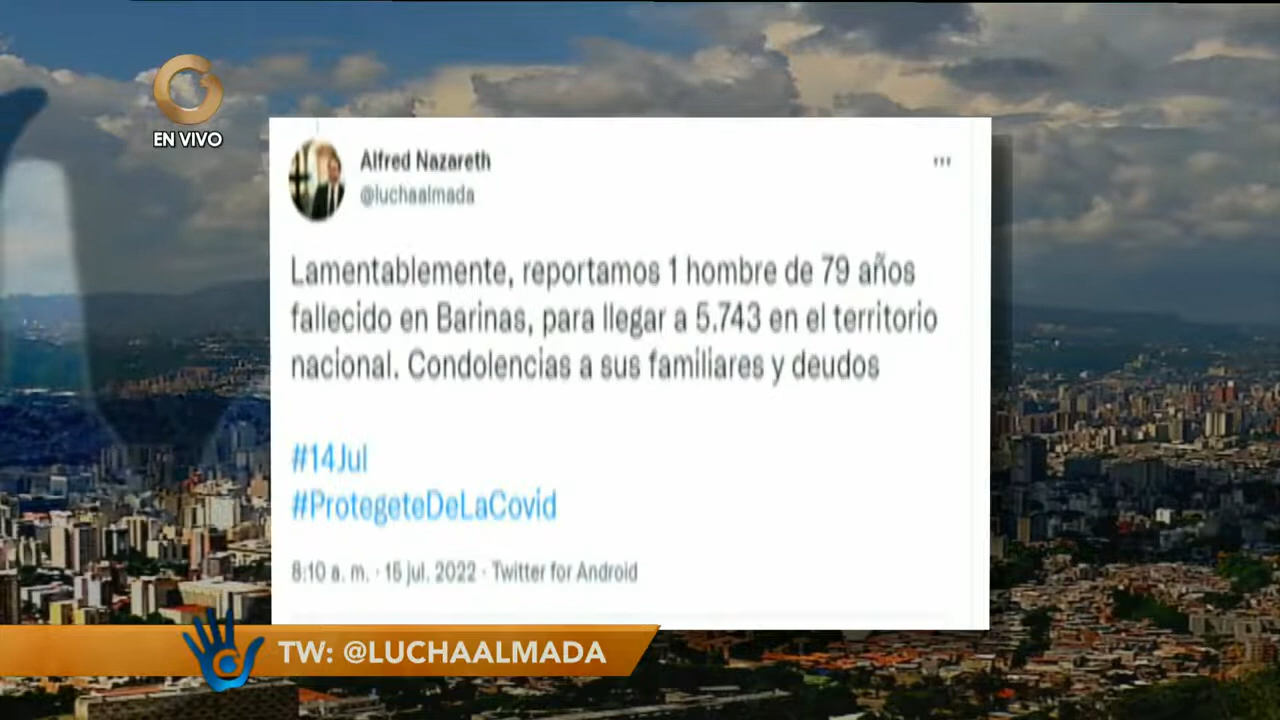 EN VIVO
Alfred Nazareth
@luchaalmada
Lamentablemente, reportamos 1 hombre de 79 años
fallecido en Barinas, para llegar a 5.743 en el territorio
nacional. Condolencias a sus familiares y deudos
#14Jul
#ProtegeteDeLaCovid
8:10 a. m. · 15 jul. 2022 · Twitter for Android
TW: @LUCHAALMADA